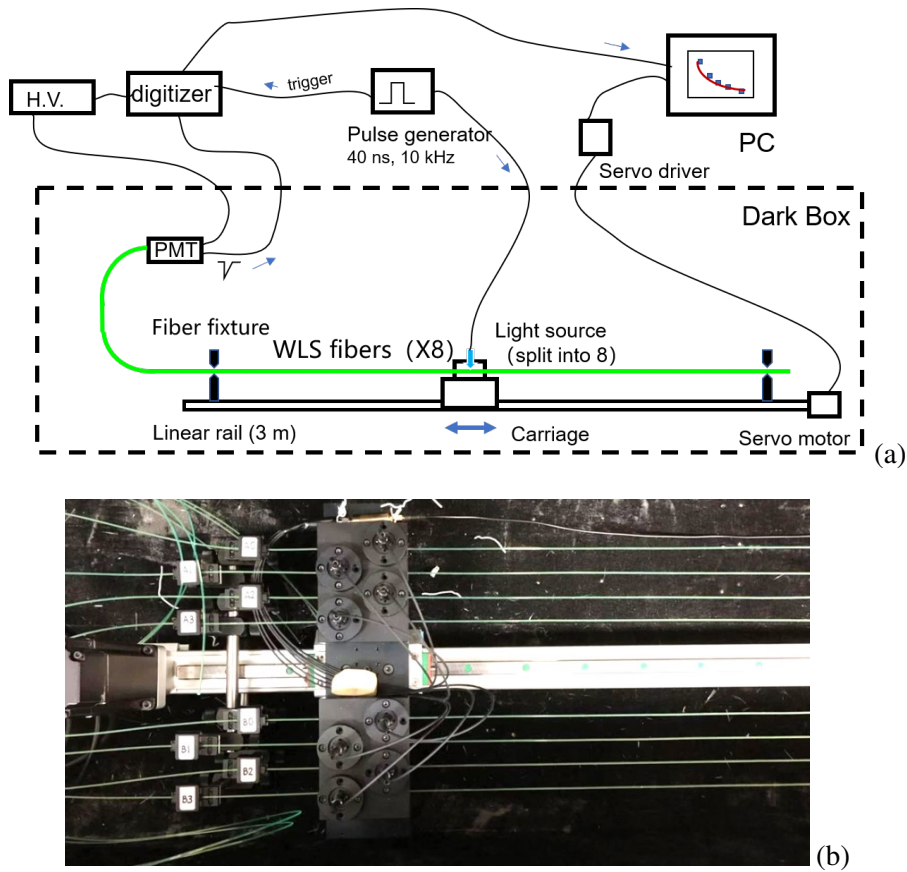 H.V.
digitizer
trigger
Pulse generator
40 ns, 10 kHz
PC
Servo driver
Dark Box
PMT
Fiber fixture
WLS fibers (X8)
Light source
(split into 8)
Linear rail (3 m)
Carriage
Servo motor
(a)
A1
A2
A3
B0
B1
B2
B3
(b)